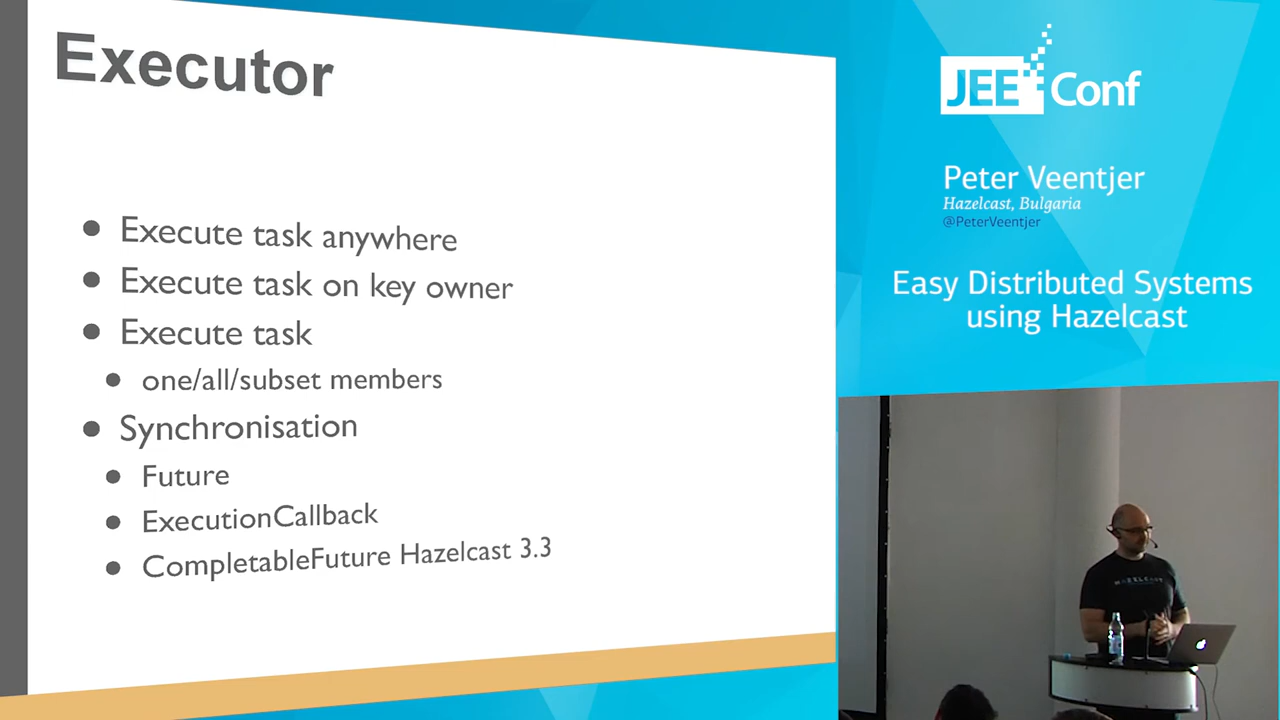 Executor
Execute task anywhere
Execute task on key owner
Execute task
one/all/subset members
Synchronisation
Future
ExecutionCallback
CompletableFuture Hazelcast 3.3
JEE Conf
Peter Veentjer
Hazelcast, Bulgaria
@PeterVeentjer
Easy Distributed Systems
using Hazelcast